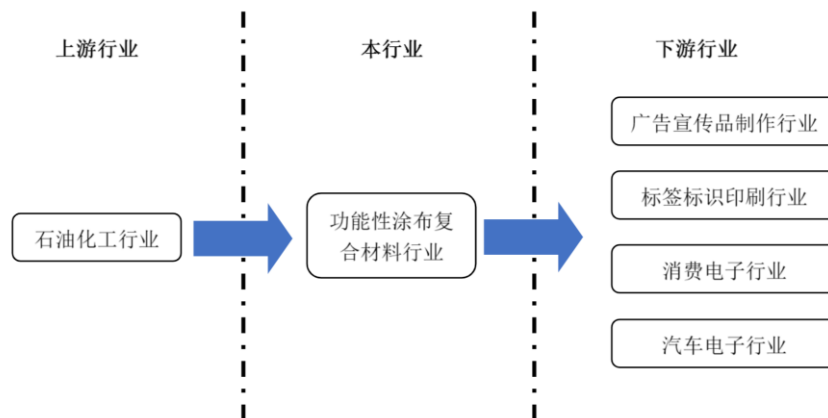 上游行业
本行业
下游行业
石油化工行业
功能性涂布复
合材料行业
广告宣传品制作行业
标签标识印刷行业
消费电子行业
汽车电子行业